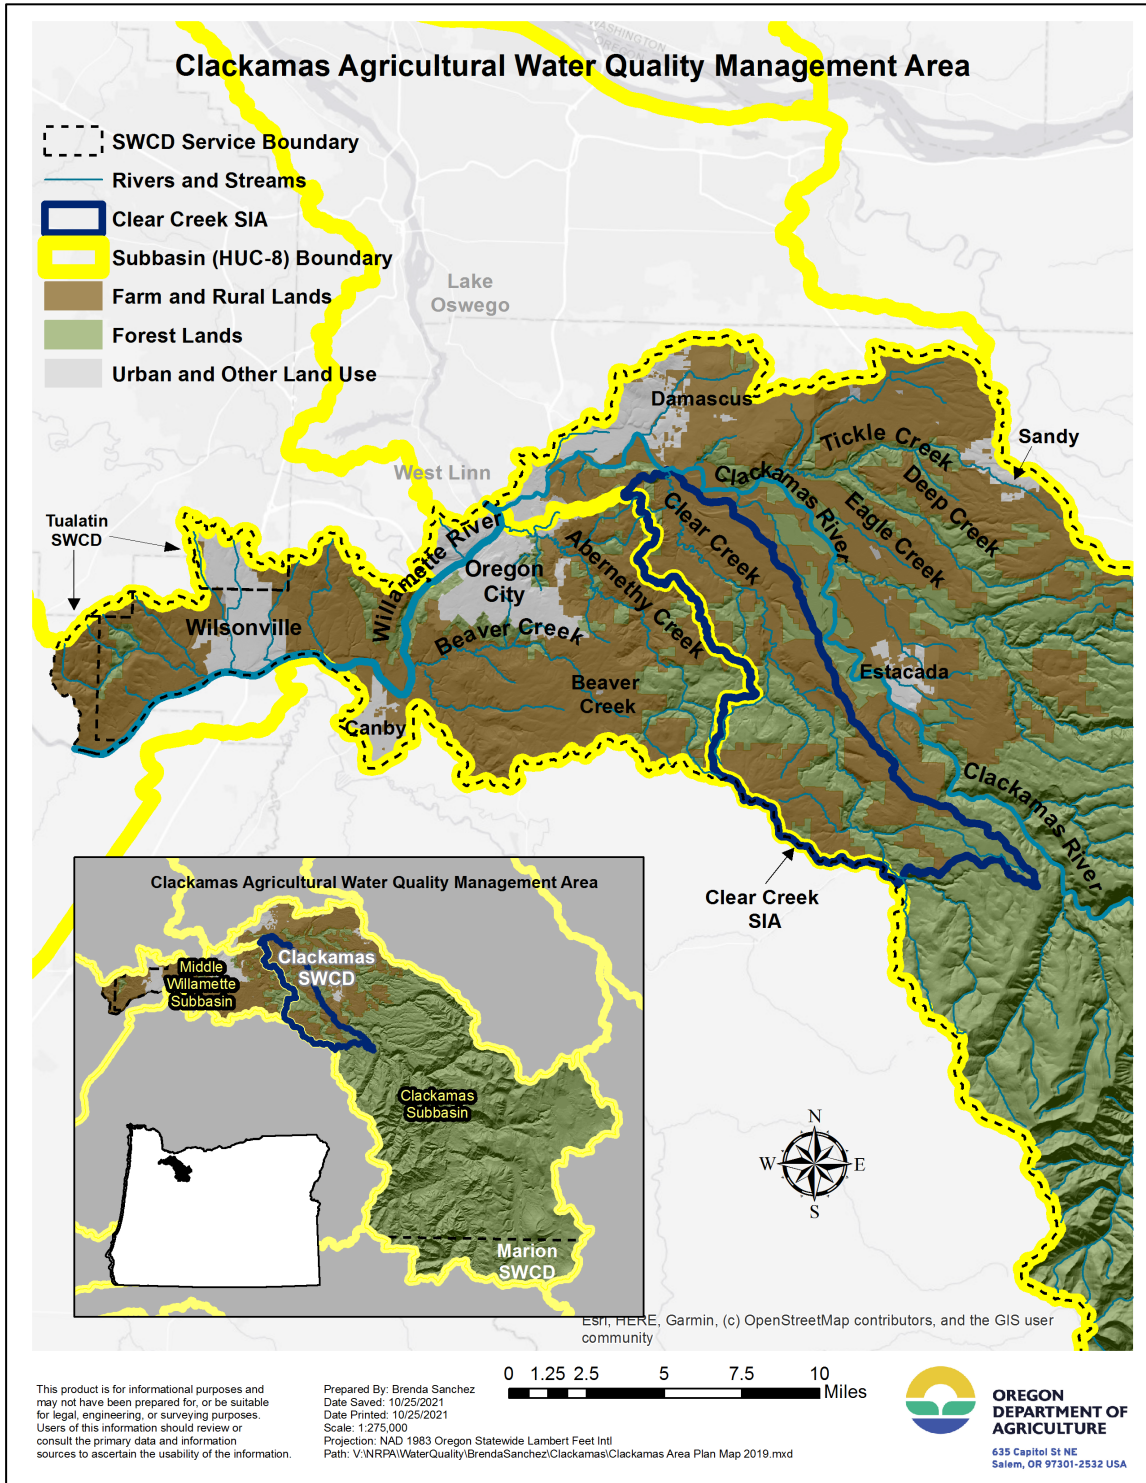 WASHINGTON
OREGON
Clackamas Agricultural Water Quality Management Area
SWCD Service Boundary
Rivers and Streams
Clear Creek SIA
Subbasin (HUC-8) Boundary
Farm and Rural Lands
Forest Lands
Urban and Other Land Use
Lake
Oswego
Damascus
Tickle Creek
Sandy
West Linn
Clackamas River
Deep Creek
Eagle Creek
Clear Creek
Tualatin
SWCD
Willamette River
Abernethy Creek
Oregon
City
Wilsonville
Beaver Creek
Estacada
Beaver
Creek
Canby
Clackamas River
Clear Creek
SIA
Clackamas Agricultural Water Quality Management Area
Clackamas
SWCD
Middle
Willamette
Subbasin
Clackamas
Subbasin
Marion
SWCD
N
W
E
S
Esri, HERE, Garmin, (c) OpenStreetMap contributors, and the GIS user
community
0 1.25 2.5 5 7.5 10
Miles
This product is for informational purposes and
may not have been prepared for, or be suitable
for legal, engineering, or surveying purposes.
Users of this information should review or
consult the primary data and information
sources to ascertain the usability of the information.
Prepared By: Brenda Sanchez
Date Saved: 10/25/2021
Date Printed: 10/25/2021
Scale: 1:275,000
Projection: NAD 1983 Oregon Statewide Lambert Feet Intl
Path: V:\NRPA\WaterQuality\BrendaSanchez\Clackamas\Clackamas Area Plan Map 2019.mxd
OREGON
DEPARTMENT OF
AGRICULTURE
635 Capitol St NE
Salem, OR 97301-2532 USA